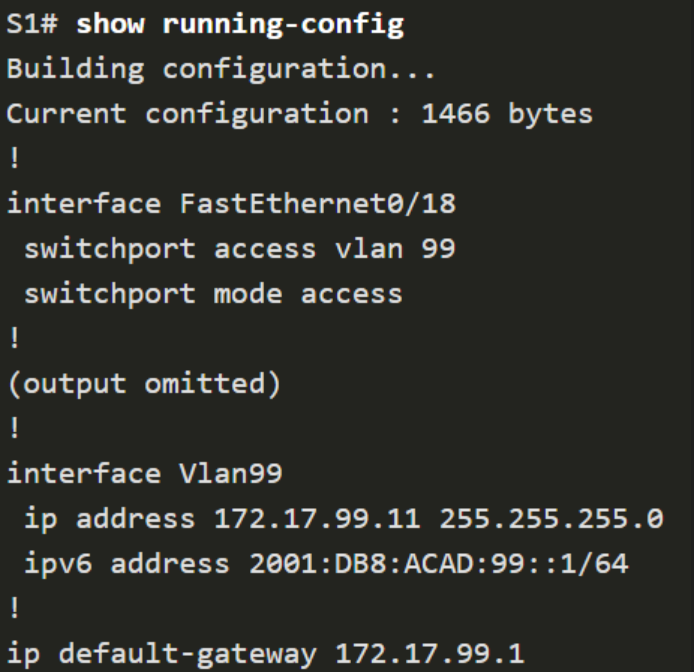 S1# show running-config
Building configuration...
Current configuration : 1466 bytes
!
interface FastEthernet0/18
 switchport access vlan 99
 switchport mode access
!
(output omitted)
!
interface Vlan99
 ip address 172.17.99.11 255.255.255.0
 ipv6 address 2001:DB8:ACAD:99::1/64
!
ip default-gateway 172.17.99.1